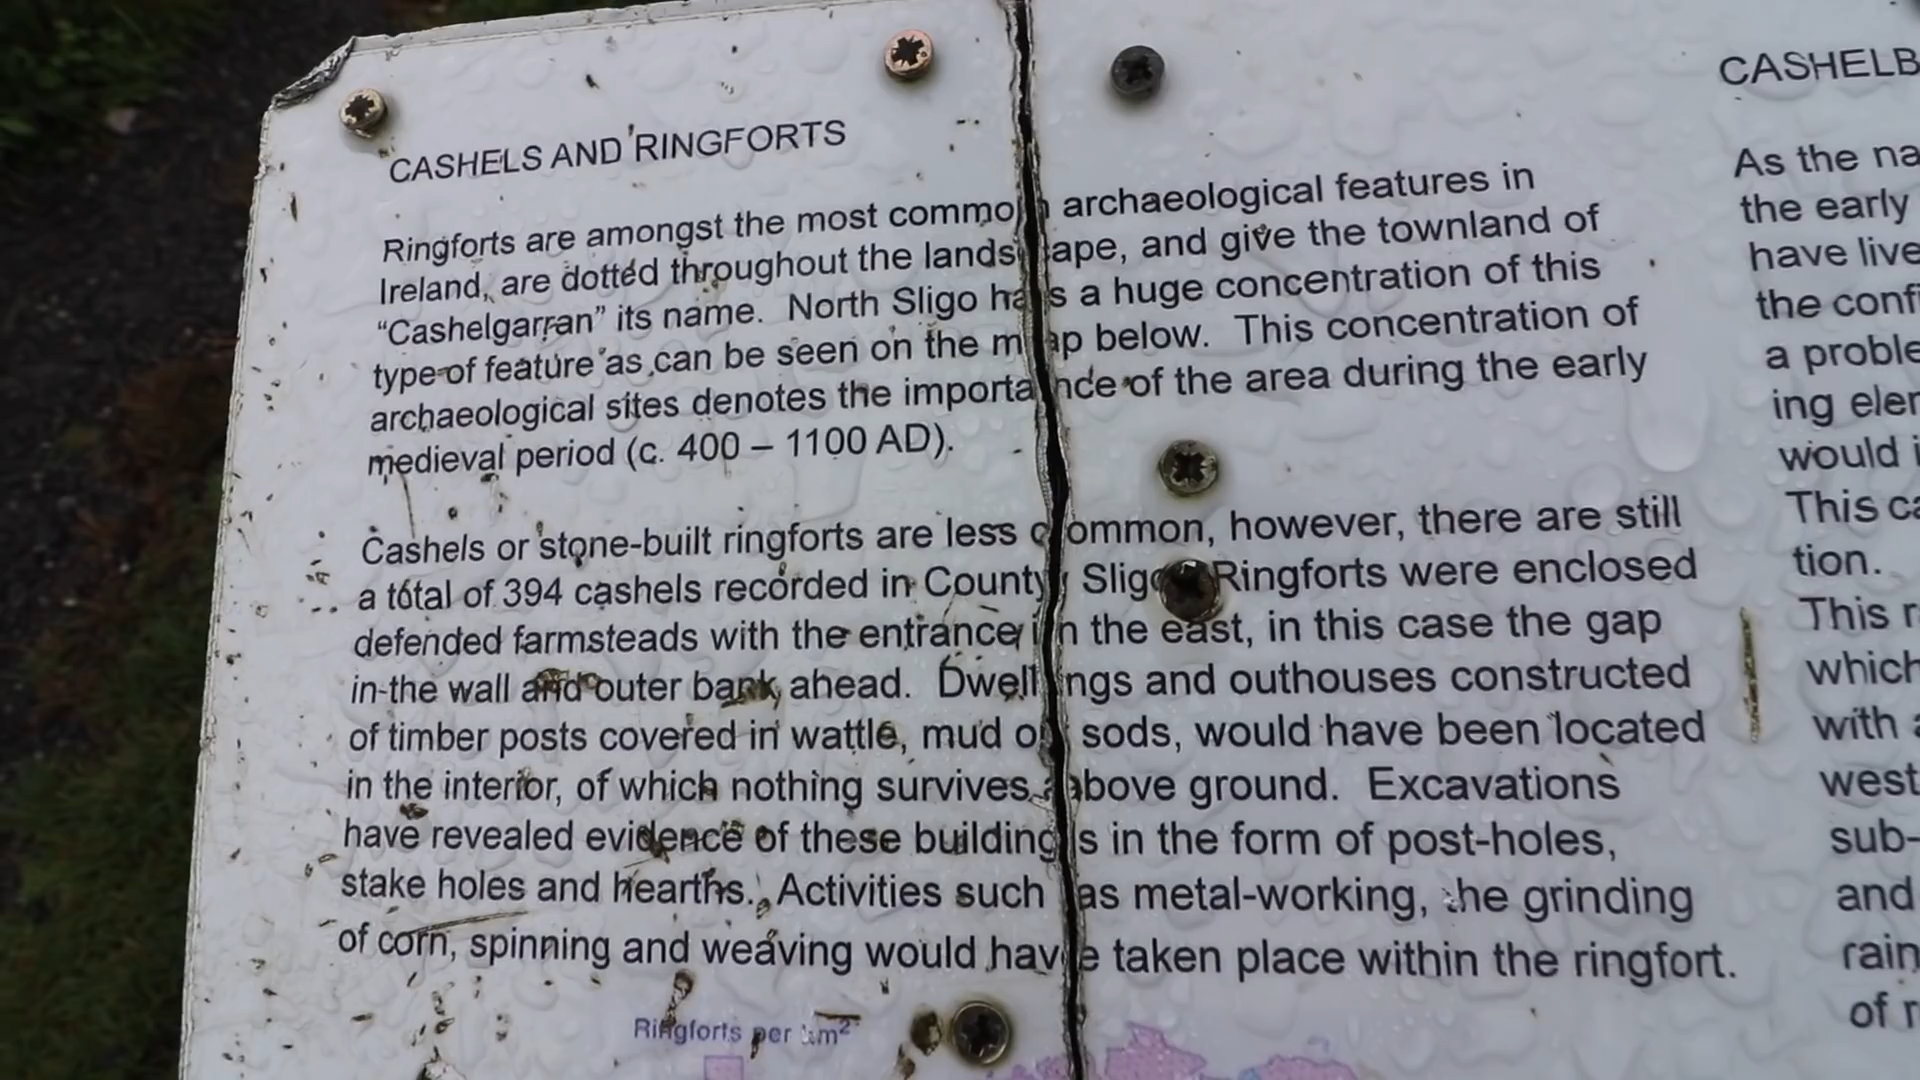 CASHELS AND RINGFORTS
Ringforts are amongst the most common archaeological features in
Ireland, are dotted throughout the landscape, and give the townland of
“Cashelgarran” its name. North Sligo has a huge concentration of this
type of feature as can be seen on the map below. This concentration of
archaeological sites denotes the importance of the area during the early
medieval period (c. 400 – 1100 AD).
Cashels or stone-built ringforts are less common, however, there are still
a total of 394 cashels recorded in County Sligo. Ringforts were enclosed
defended farmsteads with the entrance in the east, in this case the gap
in the wall and outer bank, ahead. Dwellings and outhouses constructed
of timber posts covered in wattle, mud or sods, would have been located
in the interior, of which nothing survives above ground. Excavations
have revealed evidence of these buildings in the form of post-holes,
stake holes and hearths. Activities such as metal-working, the grinding
of corn, spinning and weaving would have taken place within the ringfort.
Ringforts per km²
CASHELB
As the na
the early
have live
the confi
a proble
ing eler
would i
This ca
tion.
This r
which
with a
west
sub-
and
rain
of r